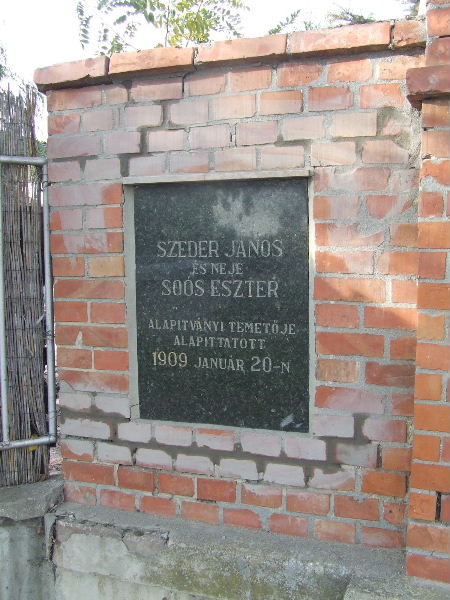 SZEDER JÁNOS
ÉS NEJE
SOÓS ESZTER
ALAPITVÁNYI TEMETŐJE
ALAPITTATOTT
1909 JANUÁR 20-N